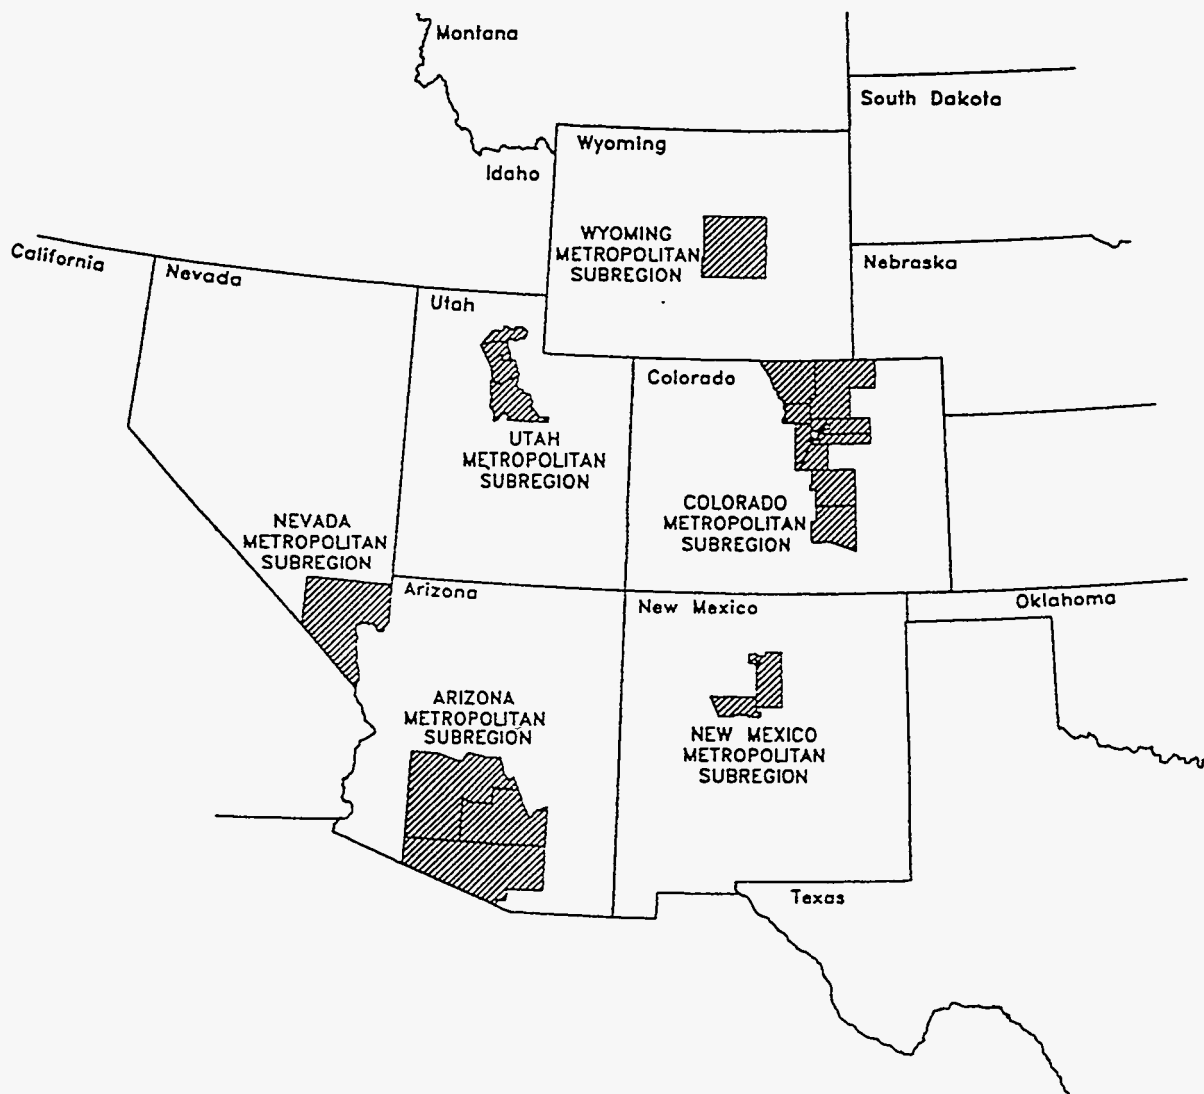 Montana
South Dakota
Wyoming
Idaho
WYOMING
METROPOLITAN
SUBREGION
California
Nevada
Nebraska
Utah
Colorado
UTAH
METROPOLITAN
SUBREGION
COLORADO
METROPOLITAN
SUBREGION
NEVADA
METROPOLITAN
SUBREGION
Arizona
New Mexico
Oklahoma
ARIZONA
METROPOLITAN
SUBREGION
NEW MEXICO
METROPOLITAN
SUBREGION
Texas